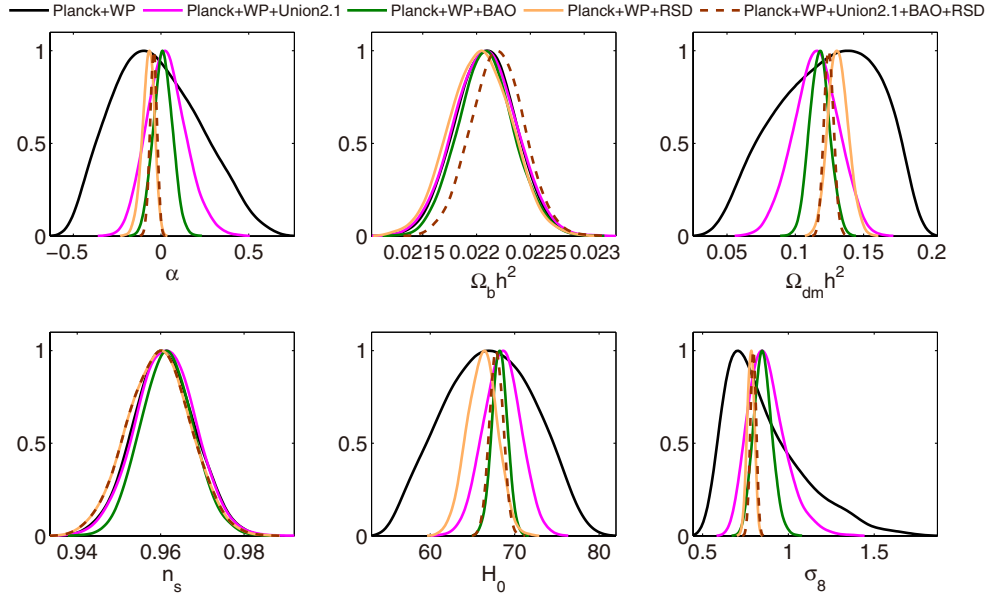 Planck+WP Planck+WP+Union2.1 Planck+WP+BAO Planck+WP+RSD Planck+WP+Union2.1+BAO+RSD
1 1 1
0.5 0.5 0.5
0 0 0
−0.5 0 0.5 0.0215 0.022 0.0225 0.023 0.05 0.1 0.15 0.2
α Ω_b h^2 Ω_dm h^2
1 1 1
0.5 0.5 0.5
0 0 0
0.94 0.96 0.98 60 70 80 0.5 1 1.5
n_s H_0 σ_8